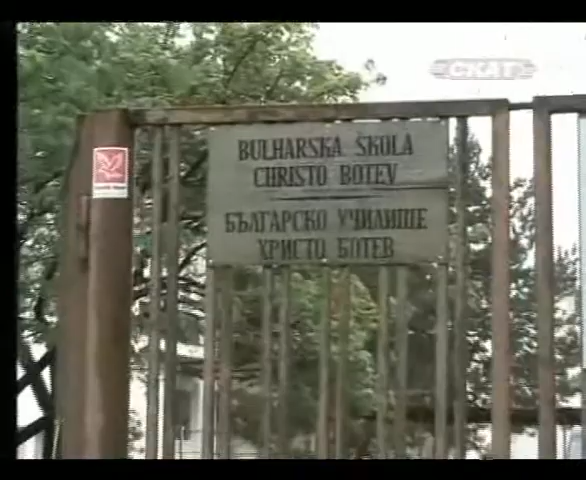 СКАТ
BULHARSKA ŠKOLA
CHRISTO BOTEV
БЪЛГАРСКО УЧИЛИЩЕ
ХРИСТО БОТЕВ